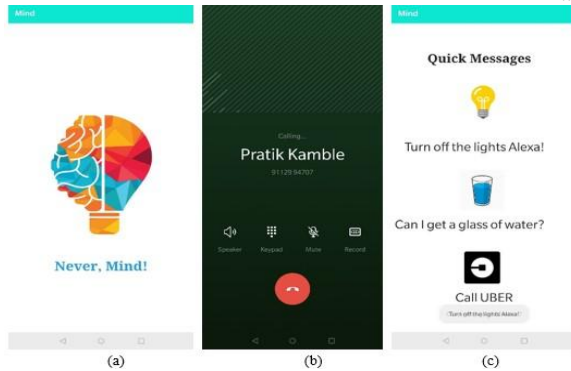 Mind
Never, Mind!
(a)
Calling...
Pratik Kamble
91129 94707
Speaker Keypad Mute Record
(b)
Mind
Quick Messages
Turn off the lights Alexa!
Can I get a glass of water?
Call UBER
Turn off the lights Alexa!
(c)